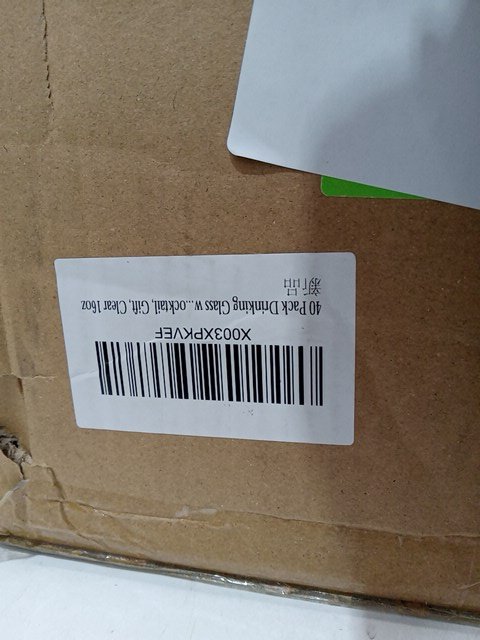 X003XPKVEF
40 Pack Drinking Glass w...ocktail, Gift, Clear 16oz
新品